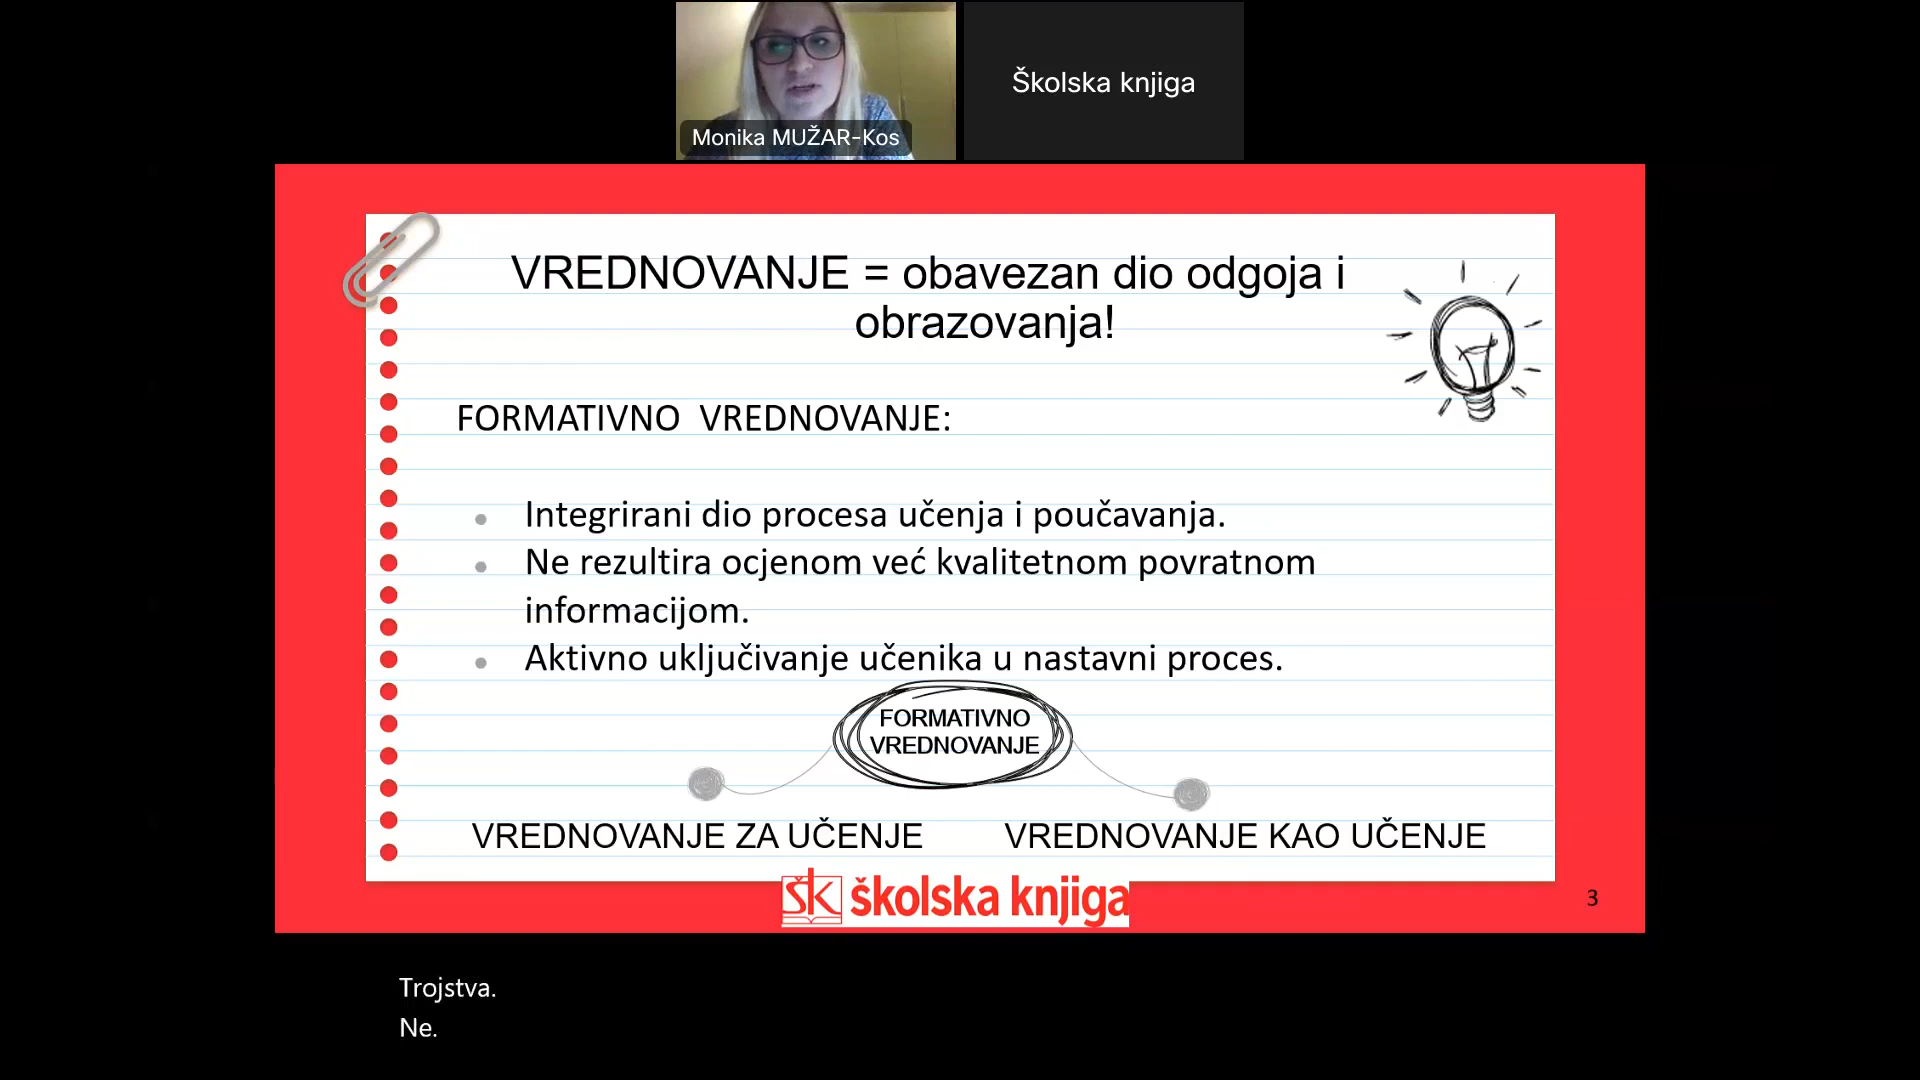 Monika MUŽAR-Kos
Školska knjiga
VREDNOVANJE = obavezan dio odgoja i
obrazovanja!
FORMATIVNO VREDNOVANJE:
Integrirani dio procesa učenja i poučavanja.
Ne rezultira ocjenom već kvalitetnom povratnom
informacijom.
Aktivno uključivanje učenika u nastavni proces.
FORMATIVNO
VREDNOVANJE
VREDNOVANJE ZA UČENJE
VREDNOVANJE KAO UČENJE
ŠK školska knjiga
3
Trojstva.
Ne.